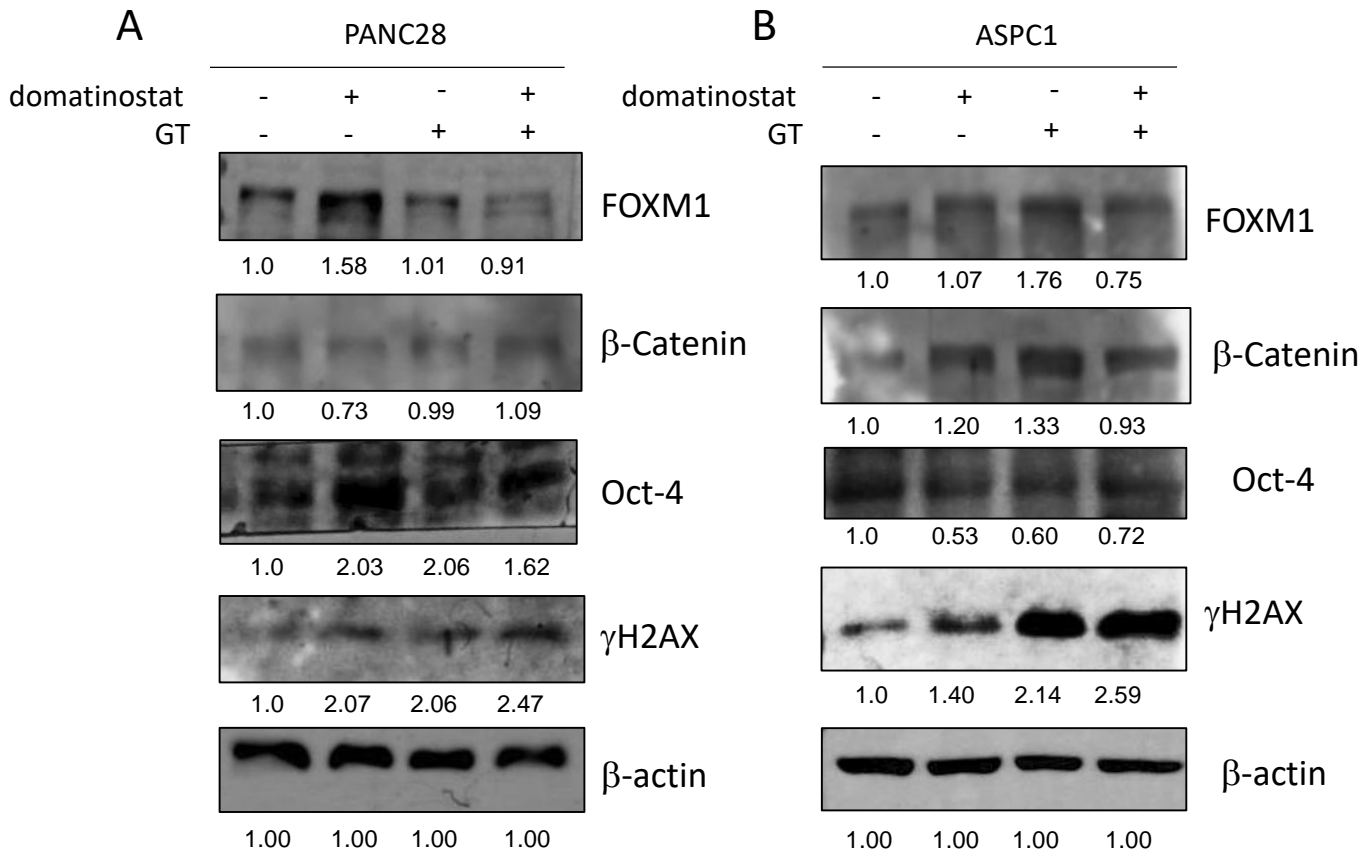 A
PANC28
domatinostat - + - +
GT - - + +
FOXM1
1.0 1.58 1.01 0.91
β-Catenin
1.0 0.73 0.99 1.09
Oct-4
1.0 2.03 2.06 1.62
γH2AX
1.0 2.07 2.06 2.47
β-actin
1.00 1.00 1.00 1.00
B
ASPC1
domatinostat - + - +
GT - - + +
FOXM1
1.0 1.07 1.76 0.75
β-Catenin
1.0 1.20 1.33 0.93
Oct-4
1.0 0.53 0.60 0.72
γH2AX
1.0 1.40 2.14 2.59
β-actin
1.00 1.00 1.00 1.00